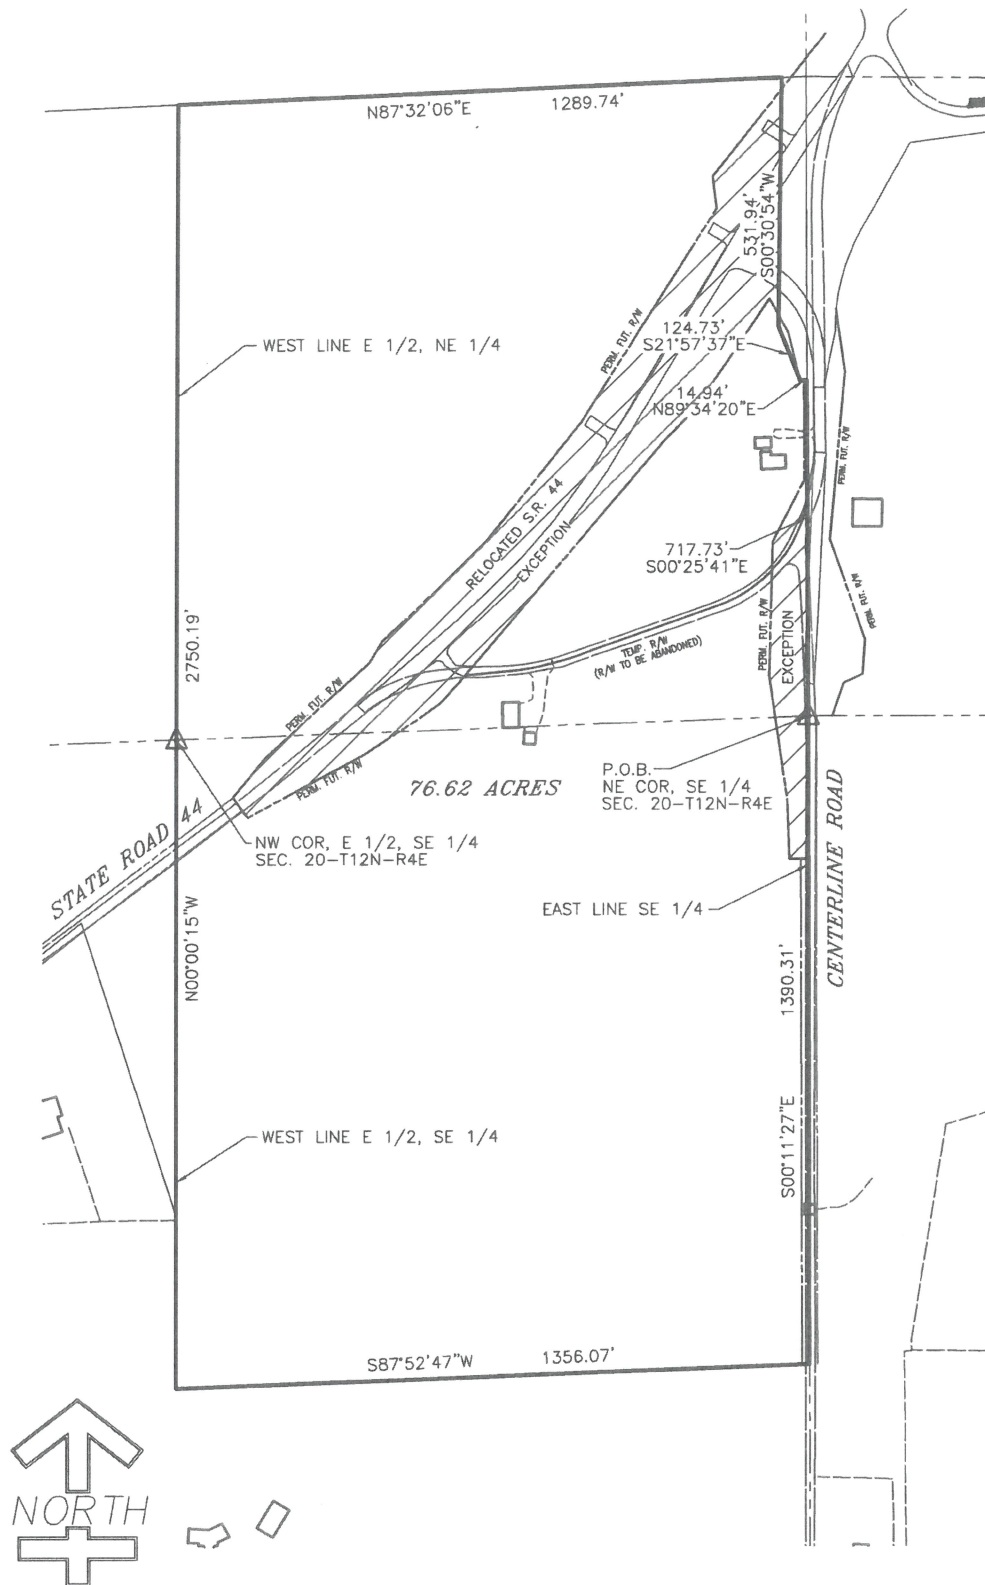 N87°32'06"E 1289.74'
531.94'
S00°30'54"W
WEST LINE E 1/2, NE 1/4
PERM. FUT. R/W
124.73'
S21°57'37"E
14.94'
N89°34'20"E
PERM. FUT. R/W
RELOCATED S.R. 44
EXCEPTION
717.73'
S00°25'41"E
PERM. FUT. R/W
TEMP. R/W
(R/W TO BE ABANDONED)
PERM. FUT. R/W
EXCEPTION
2750.19'
PERM. FUT. R/W
PERM. FUT. R/W
76.62 ACRES
P.O.B.
NE COR, SE 1/4
SEC. 20-T12N-R4E
STATE ROAD 44
NW COR, E 1/2, SE 1/4
SEC. 20-T12N-R4E
CENTERLINE ROAD
EAST LINE SE 1/4
N00°00'15"W
1390.31'
S00°11'27"E
WEST LINE E 1/2, SE 1/4
S87°52'47"W 1356.07'
NORTH